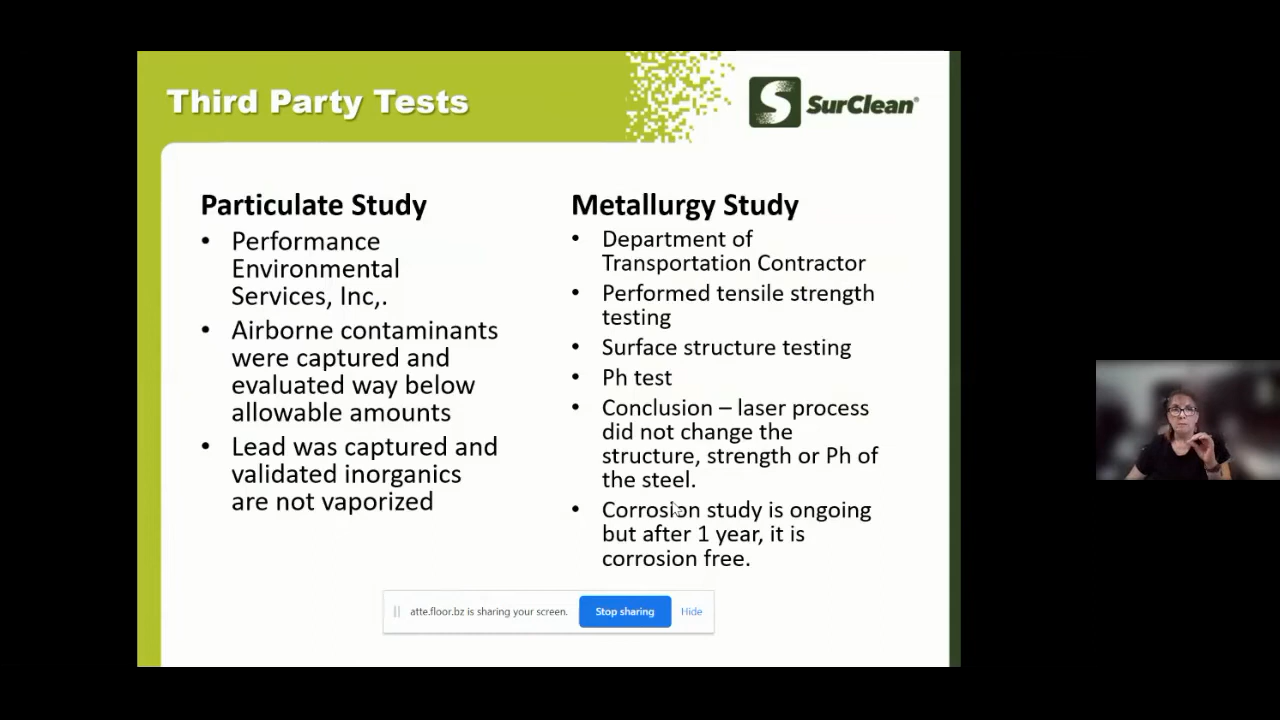 Third Party Tests
SurClean®
Particulate Study
• Performance
Environmental
Services, Inc,.
• Airborne contaminants
were captured and
evaluated way below
allowable amounts
• Lead was captured and
validated inorganics
are not vaporized
Metallurgy Study
• Department of
Transportation Contractor
• Performed tensile strength
testing
• Surface structure testing
• Ph test
• Conclusion – laser process
did not change the
structure, strength or Ph of
the steel.
• Corrosion study is ongoing
but after 1 year, it is
corrosion free.
atte.floor.bz is sharing your screen.
Stop sharing
Hide